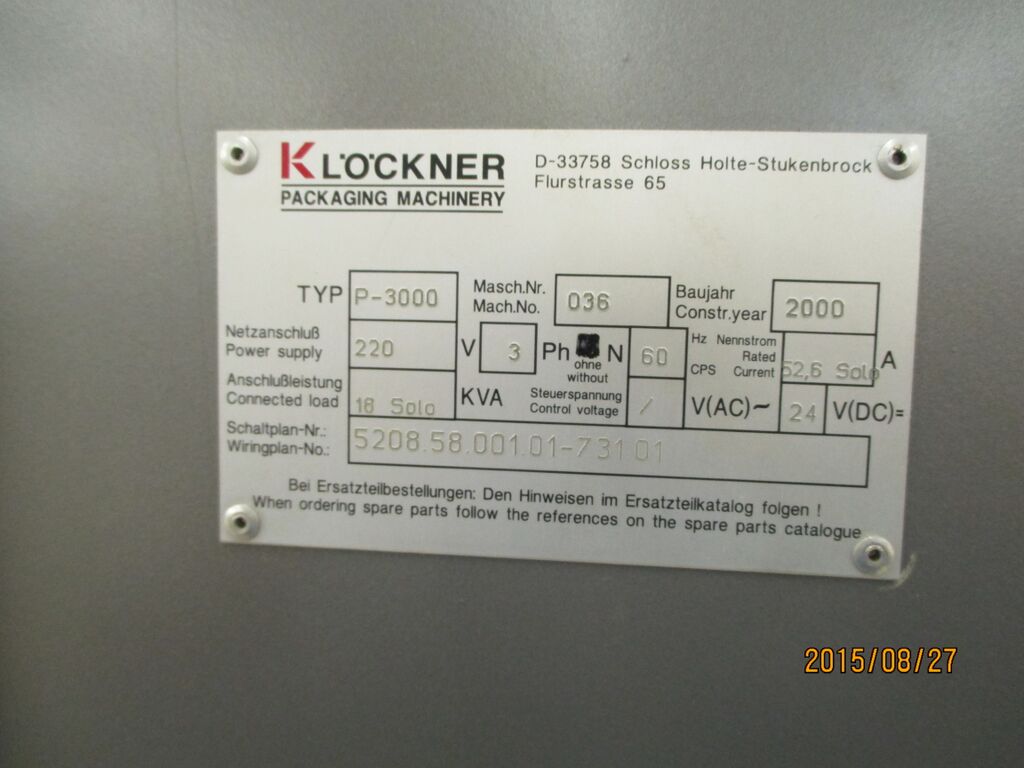 KLÖCKNER
PACKAGING MACHINERY
D-33758 Schloss Holte-Stukenbrock
Flurstrasse 65
TYP P-3000 Masch.Nr. Mach.No. 036 Baujahr Constr.year 2000
Netzanschluß Power supply 220 V 3 Ph ohne without N 60 Hz CPS Nennstrom Rated Current 52,6 Solo A
Anschlußleistung Connected load 18 Solo KVA Steuerspannung Control voltage / V(AC)~ 24 V(DC)=
Schaltplan-Nr.: Wiringplan-No.: 5208.58.001.01-731 01
Bei Ersatzteilbestellungen: Den Hinweisen im Ersatzteilkatalog folgen !
When ordering spare parts follow the references on the spare parts catalogue
2015/08/27